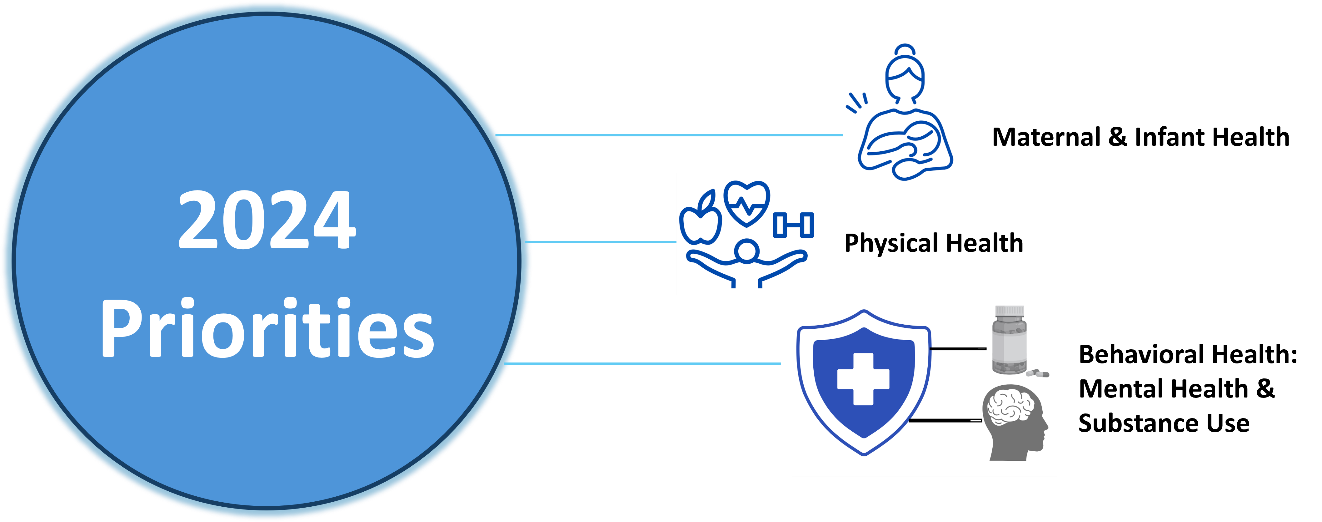 2024
Priorities
Maternal & Infant Health
Physical Health
Behavioral Health:
Mental Health &
Substance Use